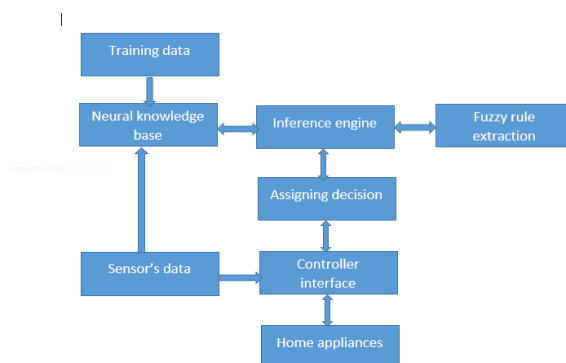 Training data
Neural knowledge
base
Inference engine
Fuzzy rule
extraction
Assigning decision
Sensor's data
Controller
interface
Home appliances